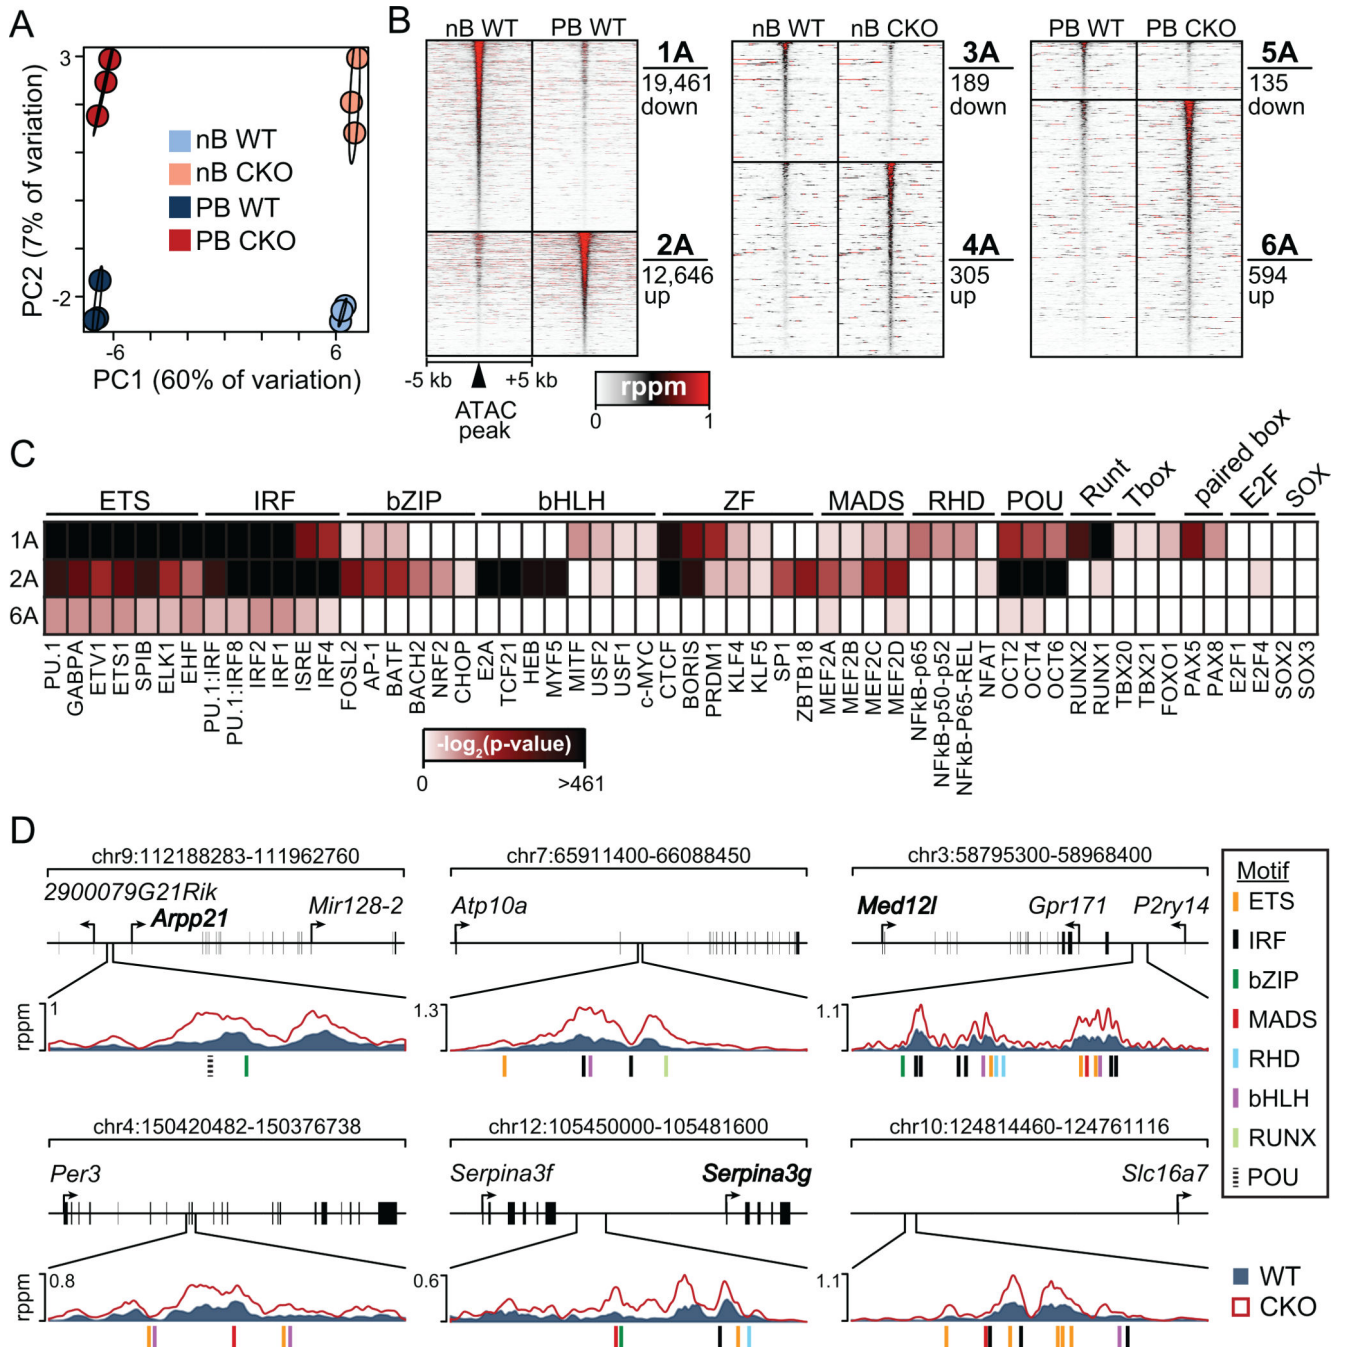 A
3
-2
PC2 (7% of variation)
-6
6
PC1 (60% of variation)
nB WT
nB CKO
PB WT
PB CKO
B
nB WT
PB WT
1A
19,461
down
2A
12,646
up
-5 kb
+5 kb
ATAC
peak
rppm
0
1
nB WT
nB CKO
3A
189
down
4A
305
up
PB WT
PB CKO
5A
135
down
6A
594
up
C
ETS
IRF
bZIP
bHLH
ZF
MADS
RHD
POU
Runt
Tbox
paired box
E2F
SOX
1A
2A
6A
PU.1
GABPA
ETV1
ETS1
SPIB
ELK1
EHF
PU.1:IRF
PU.1:IRF8
IRF2
IRF1
ISRE
IRF4
FOSL2
AP-1
BATF
BACH2
NRF2
CHOP
E2A
TCF21
HEB
MYF5
MITF
USF2
USF1
c-MYC
CTCF
BORIS
PRDM1
KLF4
KLF5
SP1
ZBTB18
MEF2A
MEF2B
MEF2C
MEF2D
NFkB-p65
NFkB-p50-p52
NFkB-P65-REL
NFAT
OCT2
OCT4
OCT6
RUNX2
RUNX1
TBX20
TBX21
FOXO1
PAX5
PAX8
E2F1
E2F4
SOX2
SOX3
-log2(p-value)
0
>461
D
chr9:112188283-111962760
2900079G21Rik
Arpp21
Mir128-2
1
rppm
chr7:65911400-66088450
Atp10a
1.3
chr3:58795300-58968400
Med12l
Gpr171
P2ry14
1.1
Motif
ETS
IRF
bZIP
MADS
RHD
bHLH
RUNX
POU
chr4:150420482-150376738
Per3
0.8
rppm
chr12:105450000-105481600
Serpina3f
Serpina3g
0.6
chr10:124814460-124761116
Slc16a7
1.1
WT
CKO